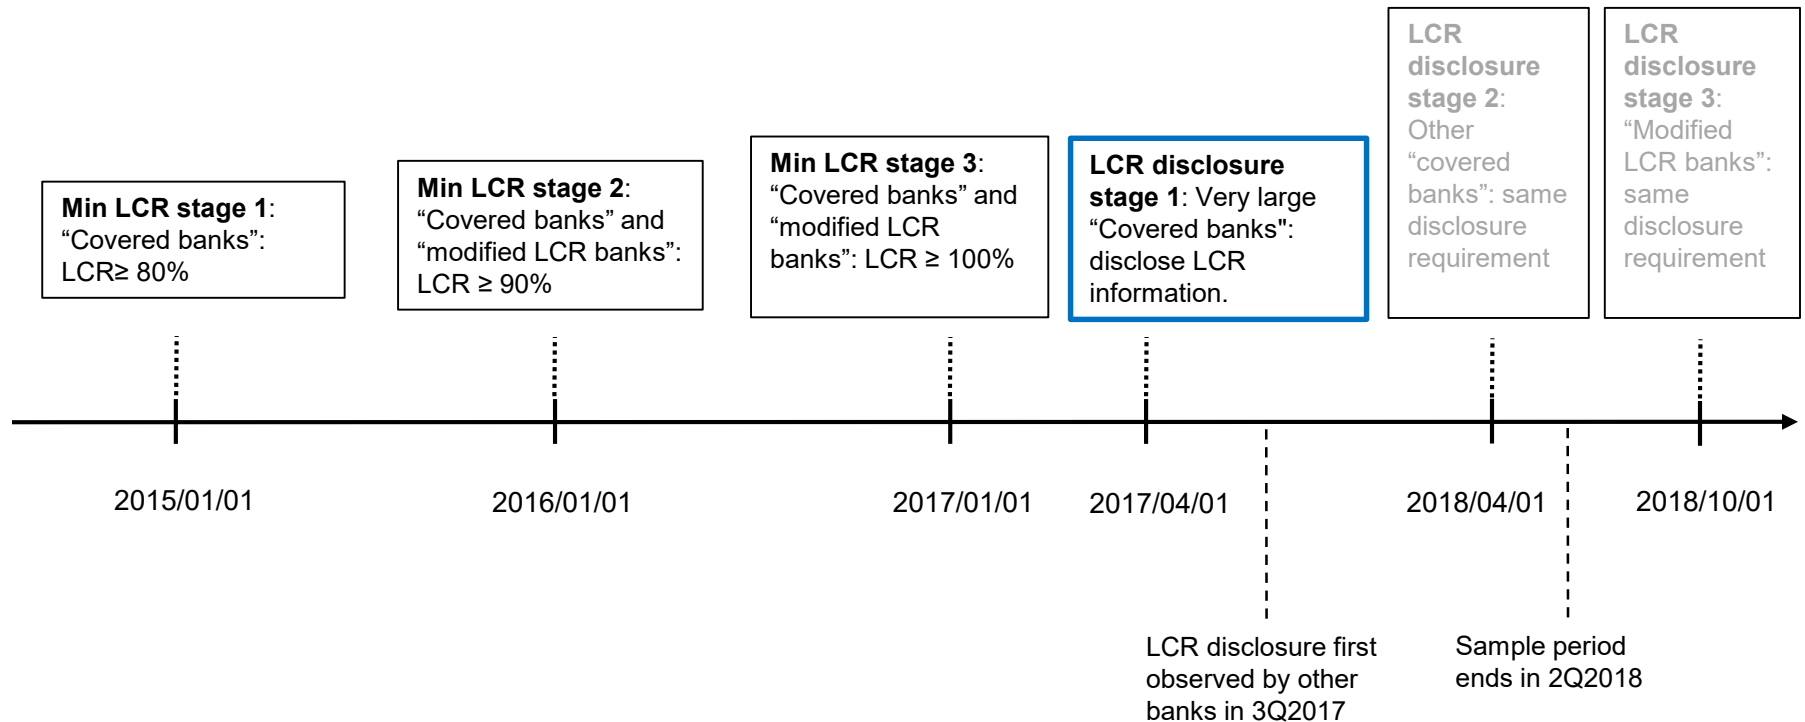 Min LCR stage 1:
“Covered banks”:
LCR≥ 80%
Min LCR stage 2:
“Covered banks” and
“modified LCR banks”:
LCR ≥ 90%
Min LCR stage 3:
“Covered banks” and
“modified LCR
banks”: LCR ≥ 100%
LCR disclosure
stage 1: Very large
“Covered banks":
disclose LCR
information.
LCR
disclosure
stage 2:
Other
“covered
banks”: same
disclosure
requirement
LCR
disclosure
stage 3:
“Modified
LCR banks”:
same
disclosure
requirement
2015/01/01
2016/01/01
2017/01/01
2017/04/01
2018/04/01
2018/10/01
LCR disclosure first
observed by other
banks in 3Q2017
Sample period
ends in 2Q2018